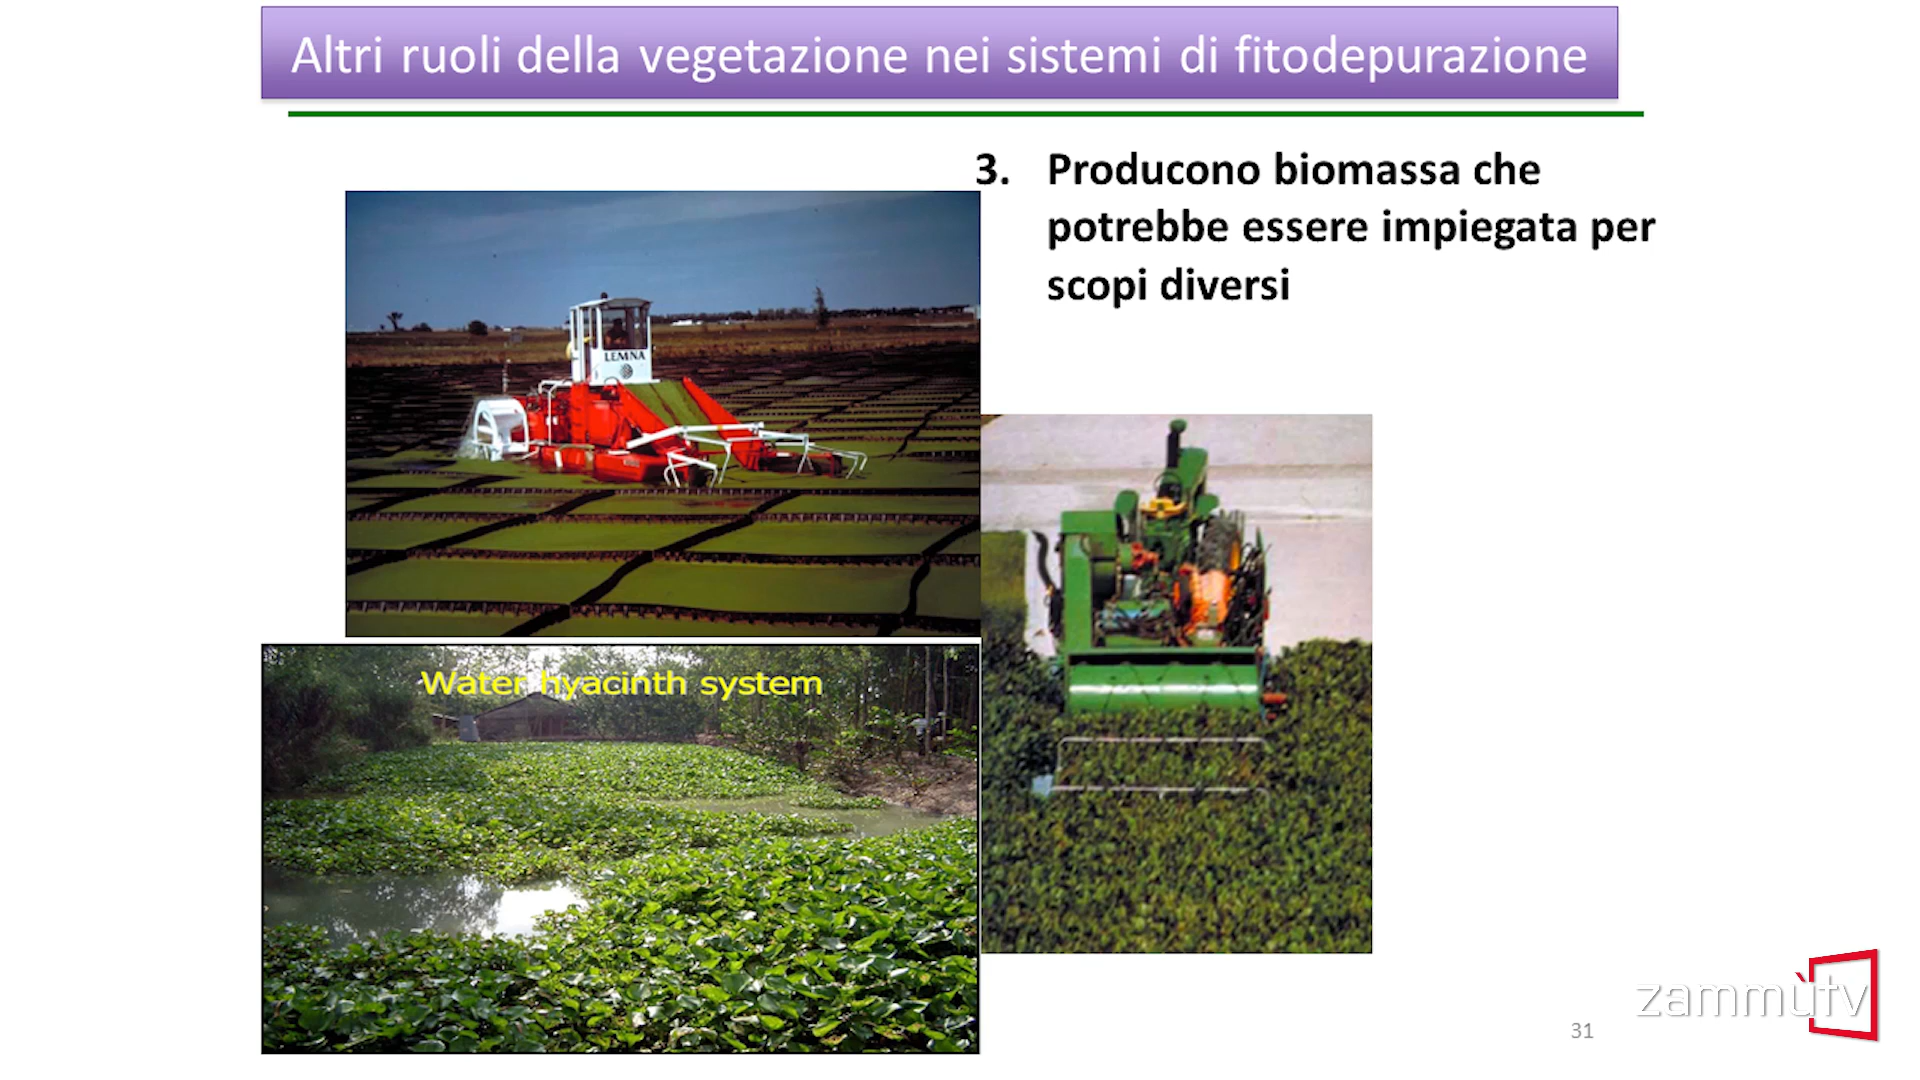 Altri ruoli della vegetazione nei sistemi di fitodepurazione
3. Producono biomassa che
potrebbe essere impiegata per
scopi diversi
LEMNA
Water hyacinth system
zammùtv
31